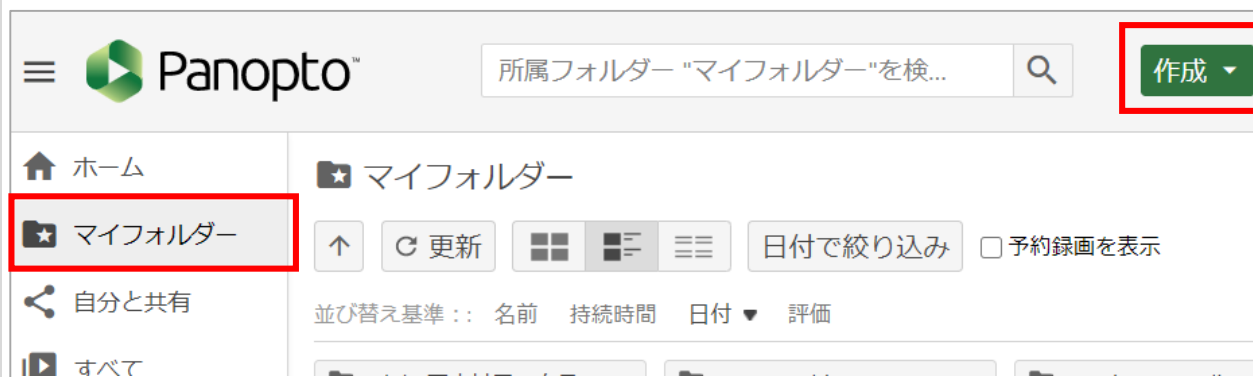 Panopto™
所属フォルダー "マイフォルダー"を検...
作成
ホーム
マイフォルダー
自分と共有
すべて
マイフォルダー
更新
日付で絞り込み
予約録画を表示
並び替え基準:: 名前 持続時間 日付 評価